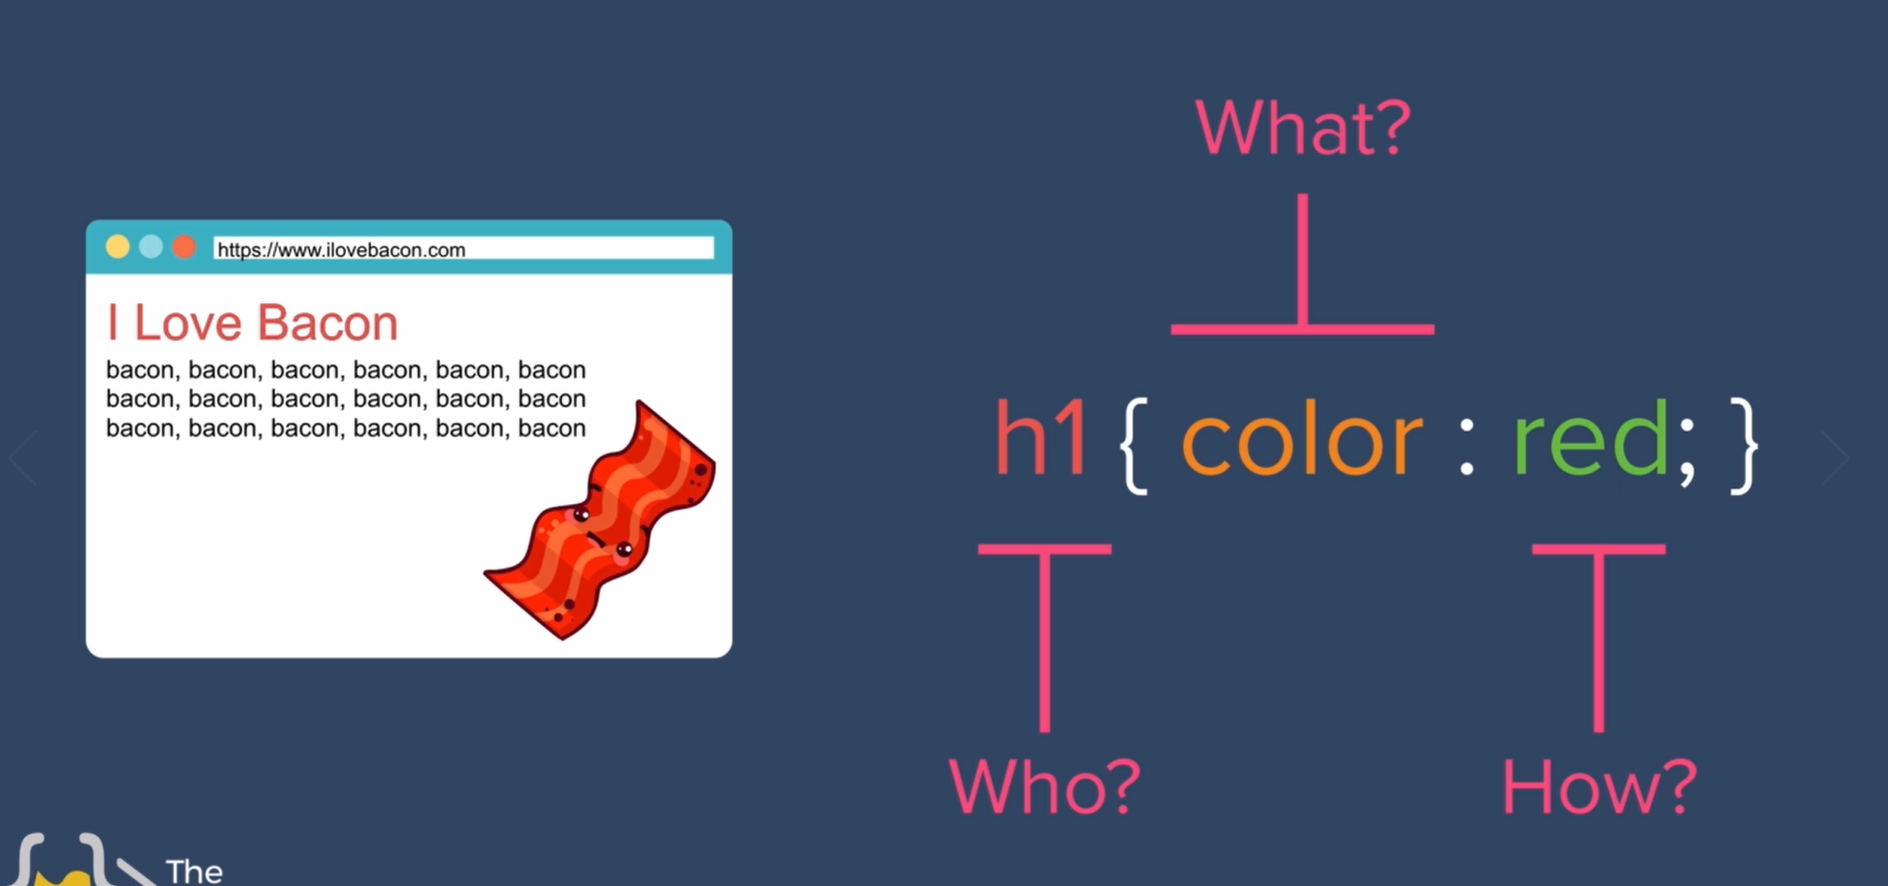 https://www.ilovebacon.com
I Love Bacon
bacon, bacon, bacon, bacon, bacon, bacon
bacon, bacon, bacon, bacon, bacon, bacon
bacon, bacon, bacon, bacon, bacon, bacon
What?
h1 { color : red; }
Who?
How?
The